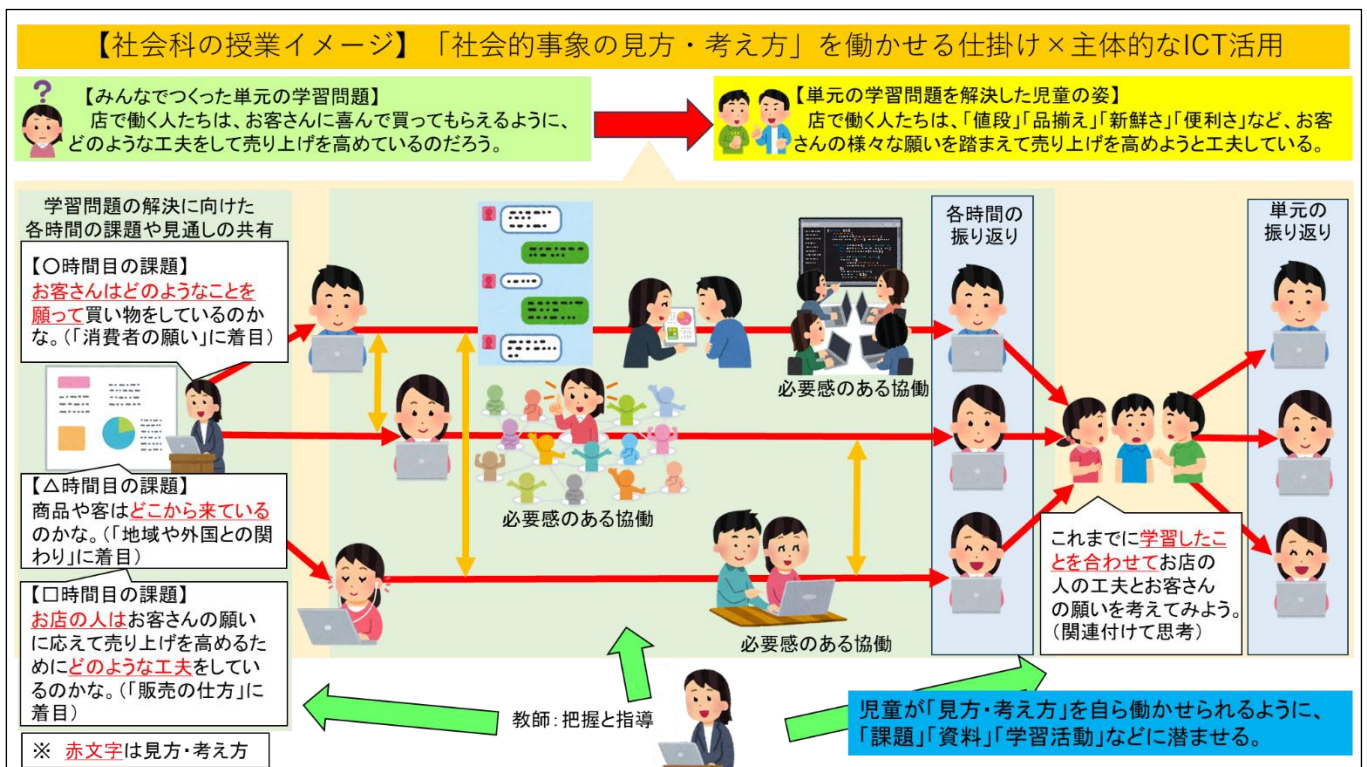 【社会科の授業イメージ】「社会的事象の見方・考え方」を働かせる仕掛け×主体的なICT活用
【みんなでつくった単元の学習問題】
店で働く人たちは、お客さんに喜んで買ってもらえるように、
どのような工夫をして売り上げを高めているのだろう。
【単元の学習問題を解決した児童の姿】
店で働く人たちは、「値段」「品揃え」「新鮮さ」「便利さ」など、お客
さんの様々な願いを踏まえて売り上げを高めようと工夫している。
学習問題の解決に向けた
各時間の課題や見通しの共有
【〇時間目の課題】
お客さんはどのようなことを
願って買い物をしているのか
な。(「消費者の願い」に着目)
【△時間目の課題】
商品や客はどこから来ている
のかな。(「地域や外国との関
わり」に着目)
【□時間目の課題】
お店の人はお客さんの願い
に応えて売り上げを高めるた
めにどのような工夫をしてい
るのかな。(「販売の仕方」に
着目)
※ 赤文字は見方・考え方
必要感のある協働
必要感のある協働
必要感のある協働
各時間の
振り返り
単元の
振り返り
これまでに学習したこ
とを合わせてお店の
人の工夫とお客さん
の願いを考えてみよう。
(関連付けて思考)
教師:把握と指導
児童が「見方・考え方」を自ら働かせられるように、
「課題」「資料」「学習活動」などに潜ませる。